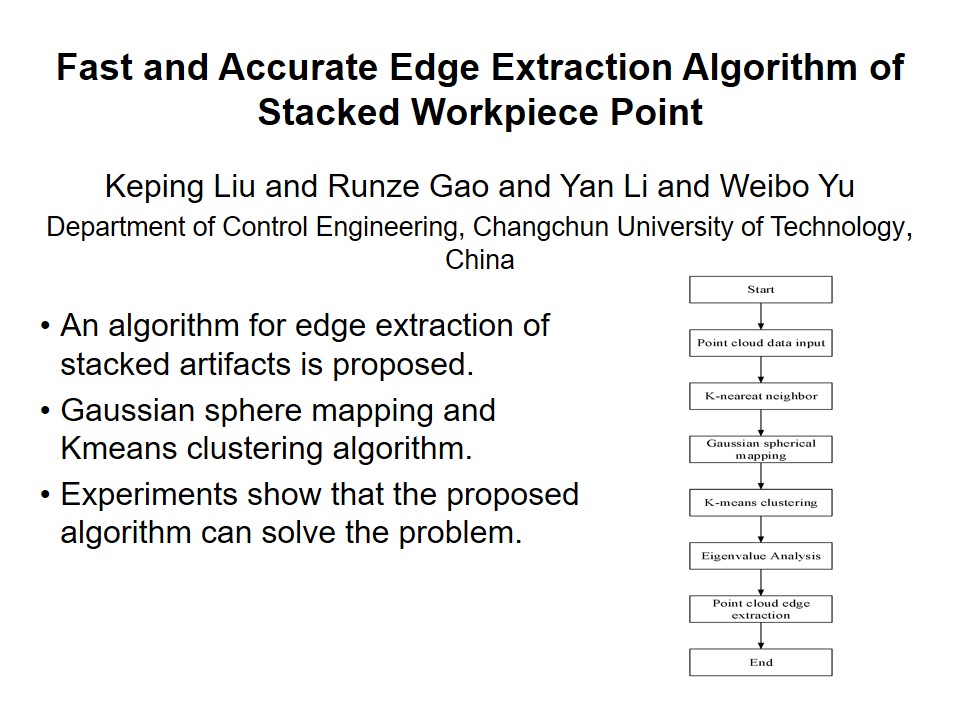 Fast and Accurate Edge Extraction Algorithm of
Stacked Workpiece Point
Keping Liu and Runze Gao and Yan Li and Weibo Yu
Department of Control Engineering, Changchun University of Technology,
China
• An algorithm for edge extraction of
stacked artifacts is proposed.
• Gaussian sphere mapping and
Kmeans clustering algorithm.
• Experiments show that the proposed
algorithm can solve the problem.
Start
Point cloud data input
K-neareat neighbor
Gaussian spherical
mapping
K-means clustering
Eigenvalue Analysis
Point cloud edge
extraction
End